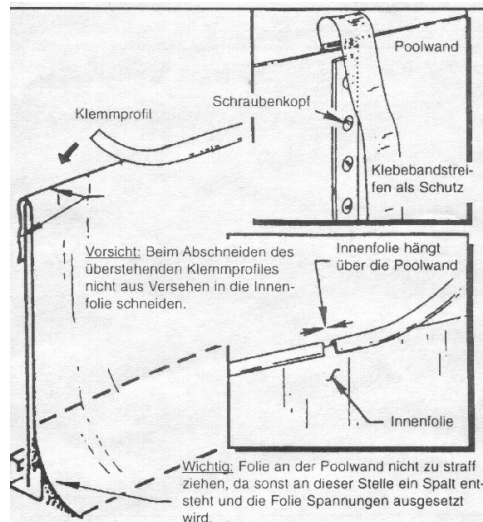 Poolwand
Schraubenkopf
Klemmprofil
Klebebandstrei-
fen als Schutz
Vorsicht: Beim Abschneiden des
überstehenden Klemmprofiles
nicht aus Versehen in die Innen-
folie schneiden.
Innenfolie hängt
über die Poolwand
Innenfolie
Wichtig: Folie an der Poolwand nicht zu straff
ziehen, da sonst an dieser Stelle ein Spalt ent-
steht und die Folie Spannungen ausgesetzt
wird.